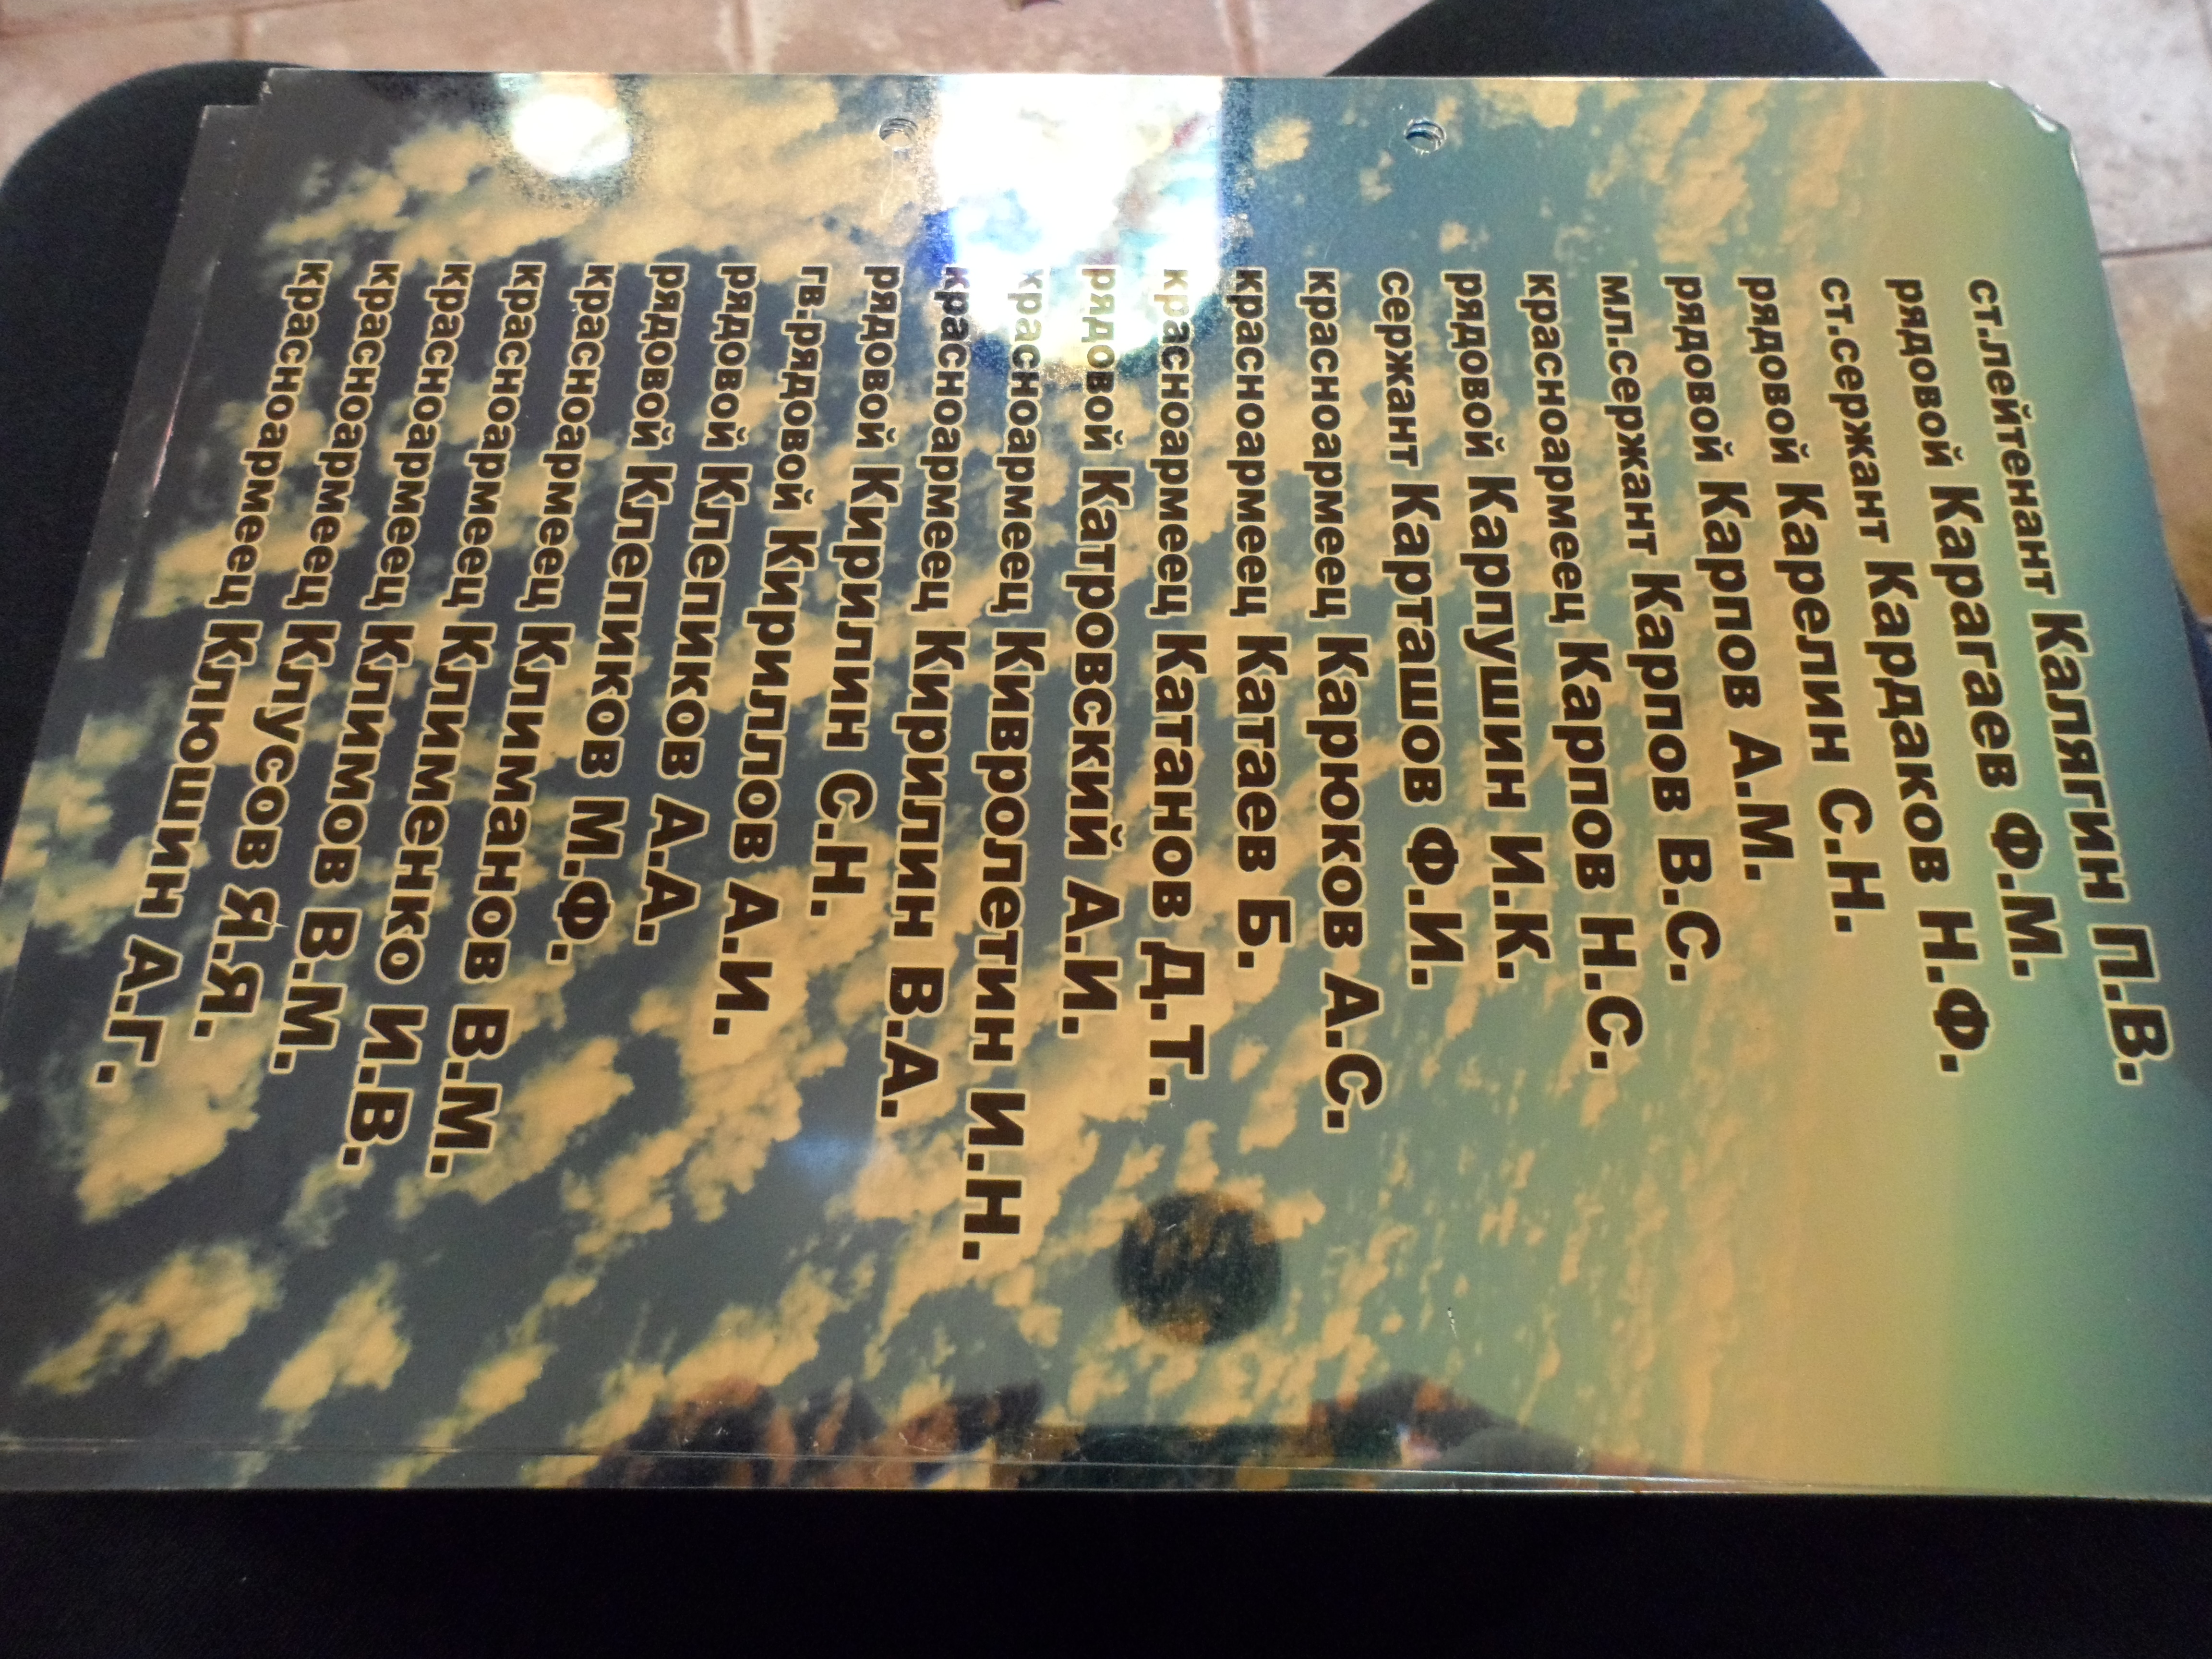 ст.лейтенант Калягин П.В.
рядовой Карагаев Ф.М.
ст.сержант Кардаков Н.Ф.
рядовой Карелин С.Н.
рядовой Карпов А.М.
мл.сержант Карпов В.С.
красноармеец Карпов Н.С.
рядовой Карпушин И.К.
сержант Карташов Ф.И.
красноармеец Карюков А.С.
красноармеец Катаев Б.
красноармеец Катанов Д.Т.
рядовой Катровский А.И.
красноармеец Кивролетин И.Н.
красноармеец Кирилин В.А.
рядовой Кирилин С.Н.
гв.рядовой Кириллов А.И.
рядовой Клепиков А.А.
рядовой Клепиков М.Ф.
красноармеец Климанов В.М.
красноармеец Клименко И.В.
красноармеец Климов В.М.
красноармеец Клусов Я.Я.
красноармеец Клюшин А.Г.